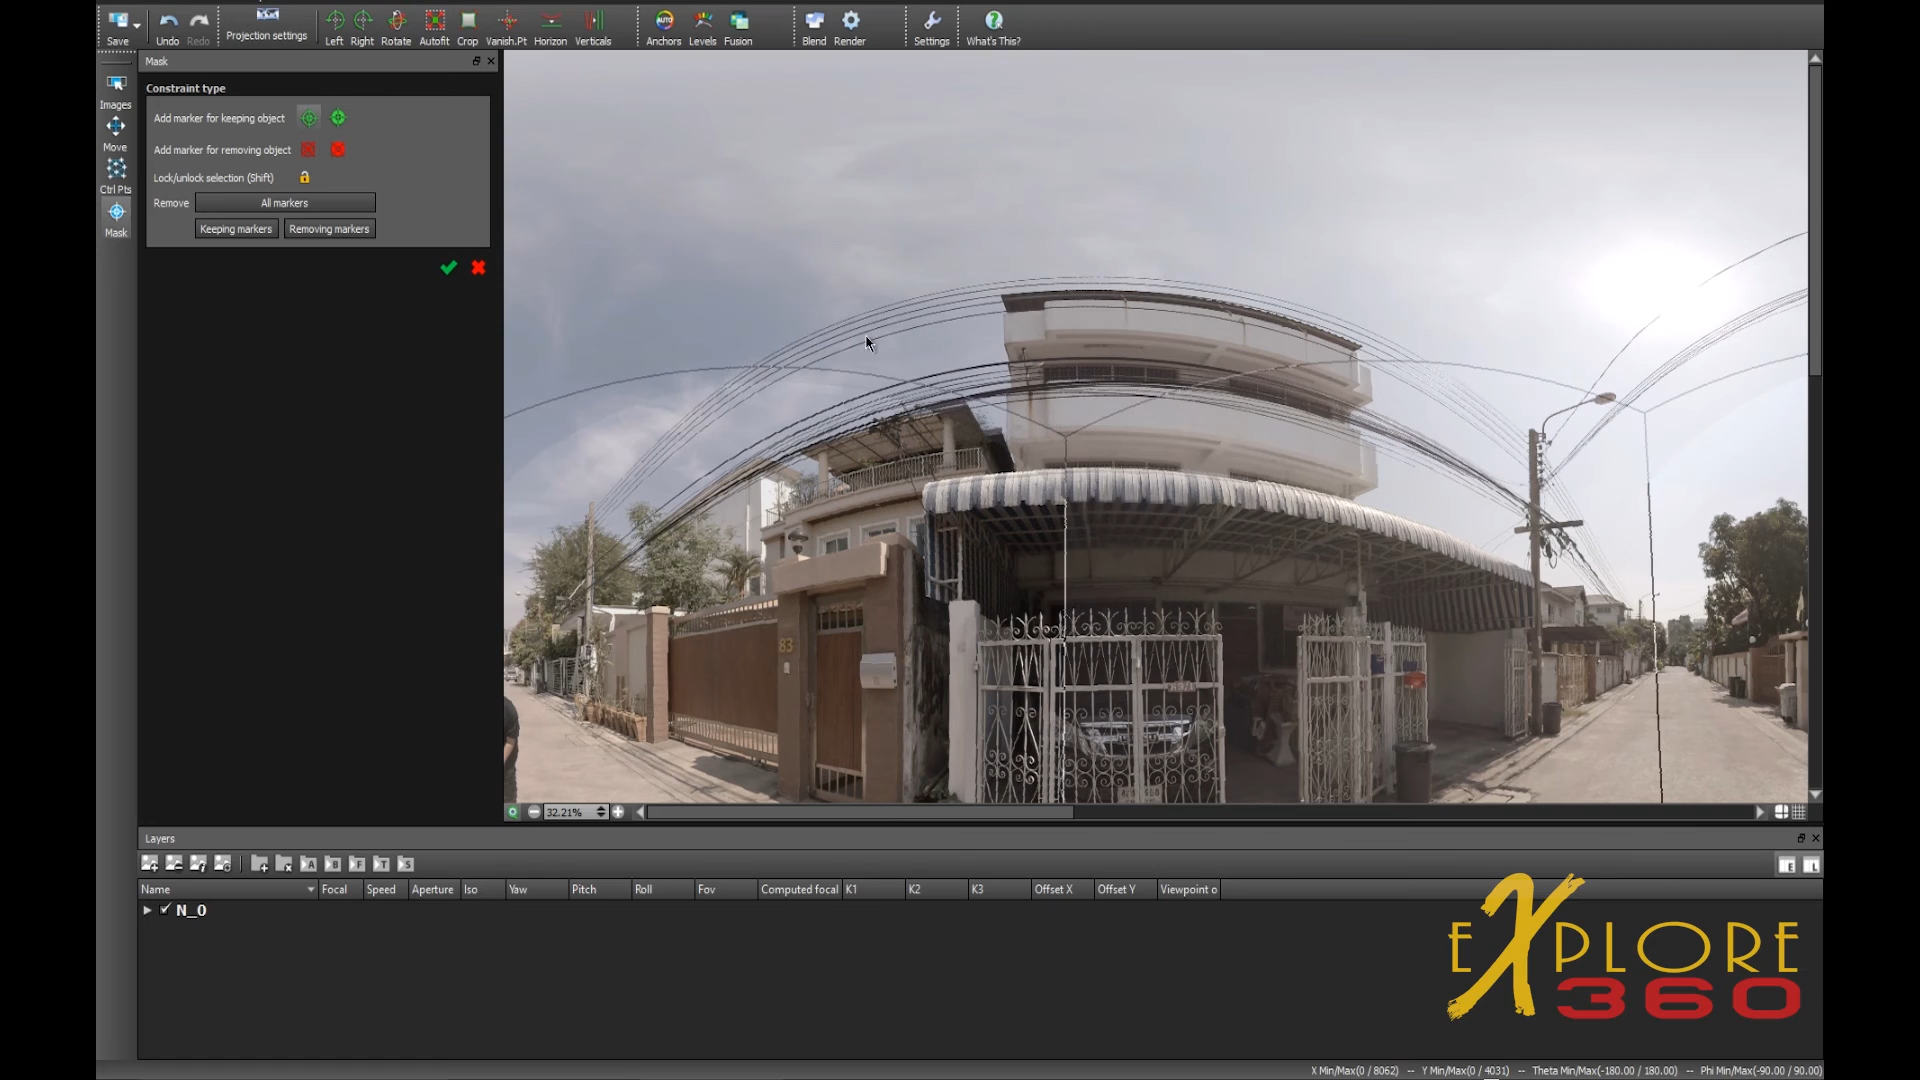 Save
Undo
Redo
Projection settings
Left
Right
Rotate
Autofit
Crop
Vanish.Pt
Horizon
Verticals
AUTO
Anchors
Levels
Fusion
Blend
Render
Settings
What's This?
Images
Move
Ctrl Pts
Mask
Mask
Constraint type
Add marker for keeping object
Add marker for removing object
Lock/unlock selection (Shift)
Remove
All markers
Keeping markers
Removing markers
83
32.21%
Layers
A
B
F
T
S
E
L
Name
Focal
Speed
Aperture
Iso
Yaw
Pitch
Roll
Fov
Computed focal
K1
K2
K3
Offset X
Offset Y
Viewpoint o
N_0
EXPLORE
360
X Min/Max(0 / 8062) -- Y Min/Max(0 / 4031) -- Theta Min/Max(-180.00 / 180.00) -- Phi Min/Max(-90.00 / 90.00)